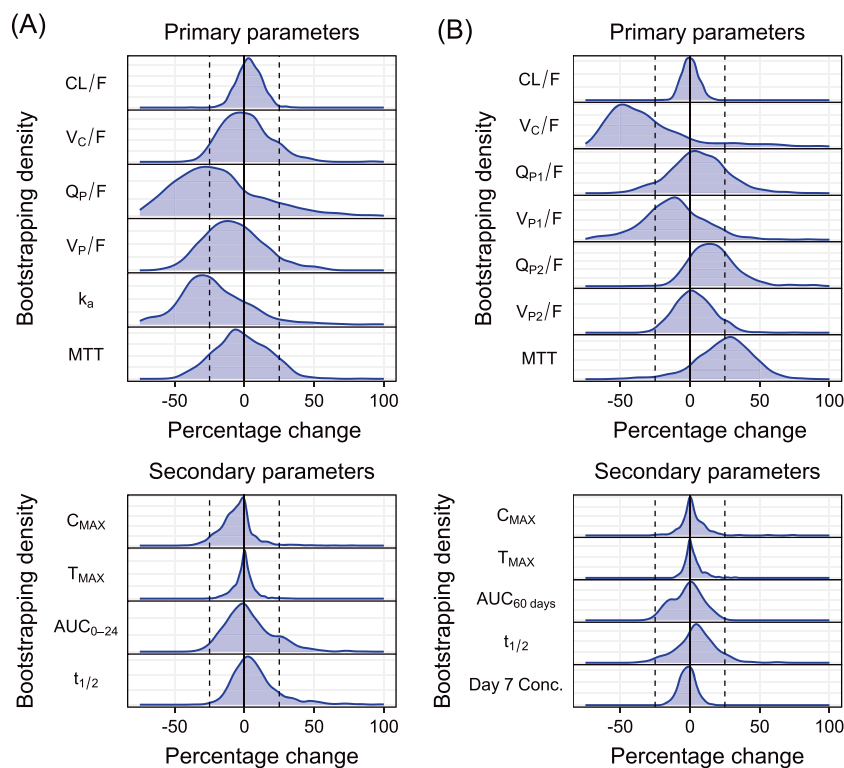 (A)
Primary parameters
Bootstrapping density
CL/F
V_C/F
Q_P/F
V_P/F
k_a
MTT
-50 0 50 100
Percentage change
(B)
Primary parameters
Bootstrapping density
CL/F
V_C/F
Q_P1/F
V_P1/F
Q_P2/F
V_P2/F
MTT
-50 0 50 100
Percentage change
Secondary parameters
Bootstrapping density
C_MAX
T_MAX
AUC_0–24
t_1/2
-50 0 50 100
Percentage change
Secondary parameters
Bootstrapping density
C_MAX
T_MAX
AUC_60 days
t_1/2
Day 7 Conc.
-50 0 50 100
Percentage change